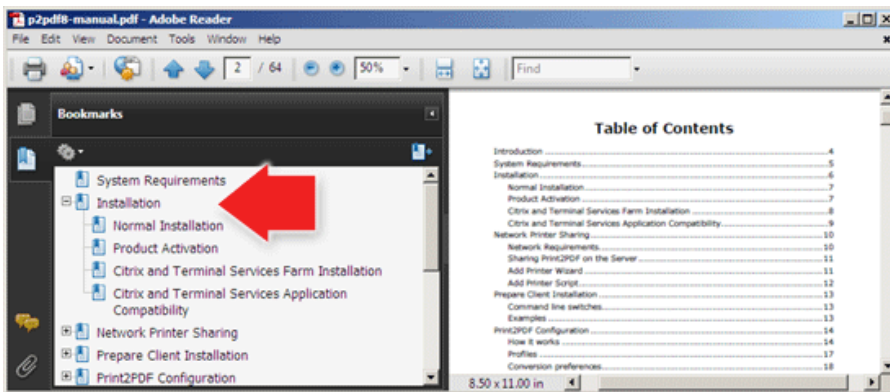 p2pdf8-manual.pdf - Adobe Reader
File Edit View Document Tools Window Help
2 / 64 50% Find
Bookmarks
System Requirements
Installation
Normal Installation
Product Activation
Citrix and Terminal Services Farm Installation
Citrix and Terminal Services Application
Compatibility
Network Printer Sharing
Prepare Client Installation
Print2PDF Configuration
Table of Contents
Introduction ...4
System Requirements...5
Installation...6
Normal Installation...7
Product Activation...7
Citrix and Terminal Services Farm Installation ...8
Citrix and Terminal Services Application Compatibility...9
Network Printer Sharing...10
Network Requirements...10
Sharing Print2PDF on the Server...11
Add Printer Wizard...11
Add Printer Script...12
Prepare Client Installation...13
Command line switches...13
Examples...13
Print2PDF Configuration...14
How it works...14
Profiles...17
Conversion preferences...18
8.50 x 11.00 in